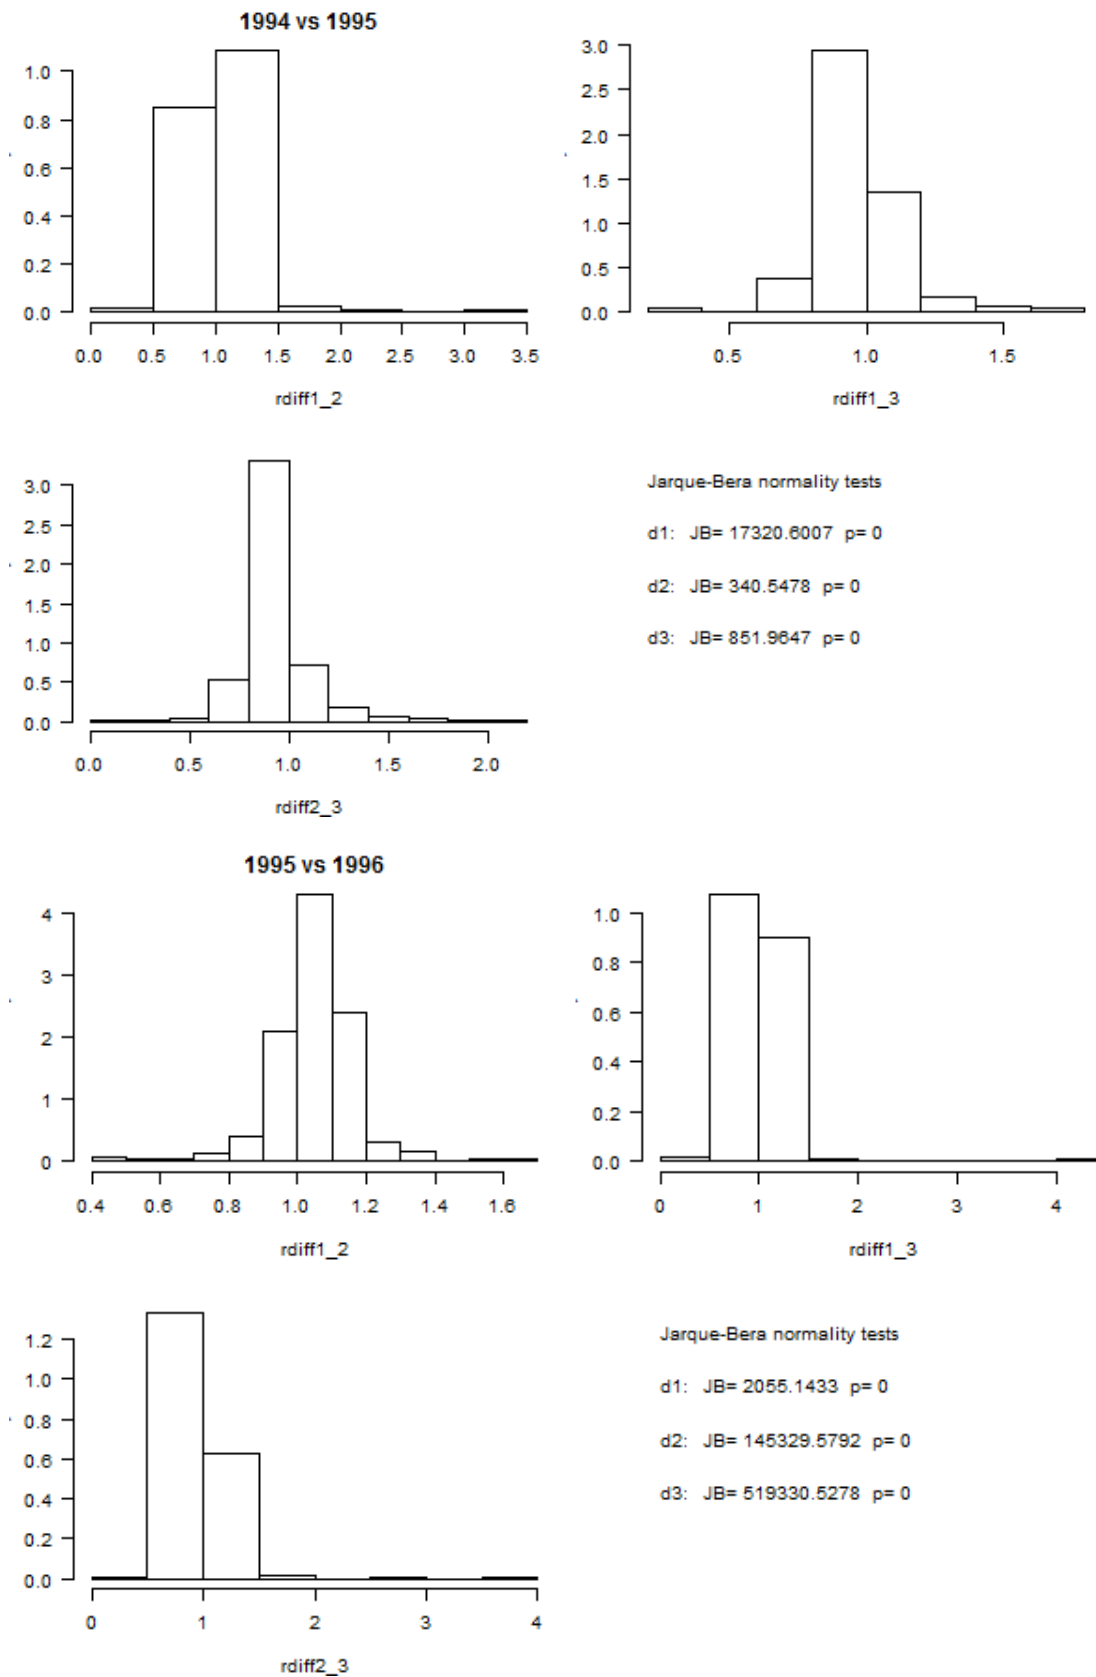 1994 vs 1995
1.0
0.8
0.6
0.4
0.2
0.0
0.0 0.5 1.0 1.5 2.0 2.5 3.0 3.5
rdiff1_2
3.0
2.5
2.0
1.5
1.0
0.5
0.0
0.5 1.0 1.5
rdiff1_3
3.0
2.5
2.0
1.5
1.0
0.5
0.0
0.0 0.5 1.0 1.5 2.0
rdiff2_3
Jarque-Bera normality tests
d1: JB= 17320.6007 p= 0
d2: JB= 340.5478 p= 0
d3: JB= 851.9647 p= 0
1995 vs 1996
4
3
2
1
0
0.4 0.6 0.8 1.0 1.2 1.4 1.6
rdiff1_2
1.0
0.8
0.6
0.4
0.2
0.0
0 1 2 3 4
rdiff1_3
1.2
1.0
0.8
0.6
0.4
0.2
0.0
0 1 2 3 4
rdiff2_3
Jarque-Bera normality tests
d1: JB= 2055.1433 p= 0
d2: JB= 145329.5792 p= 0
d3: JB= 519330.5278 p= 0